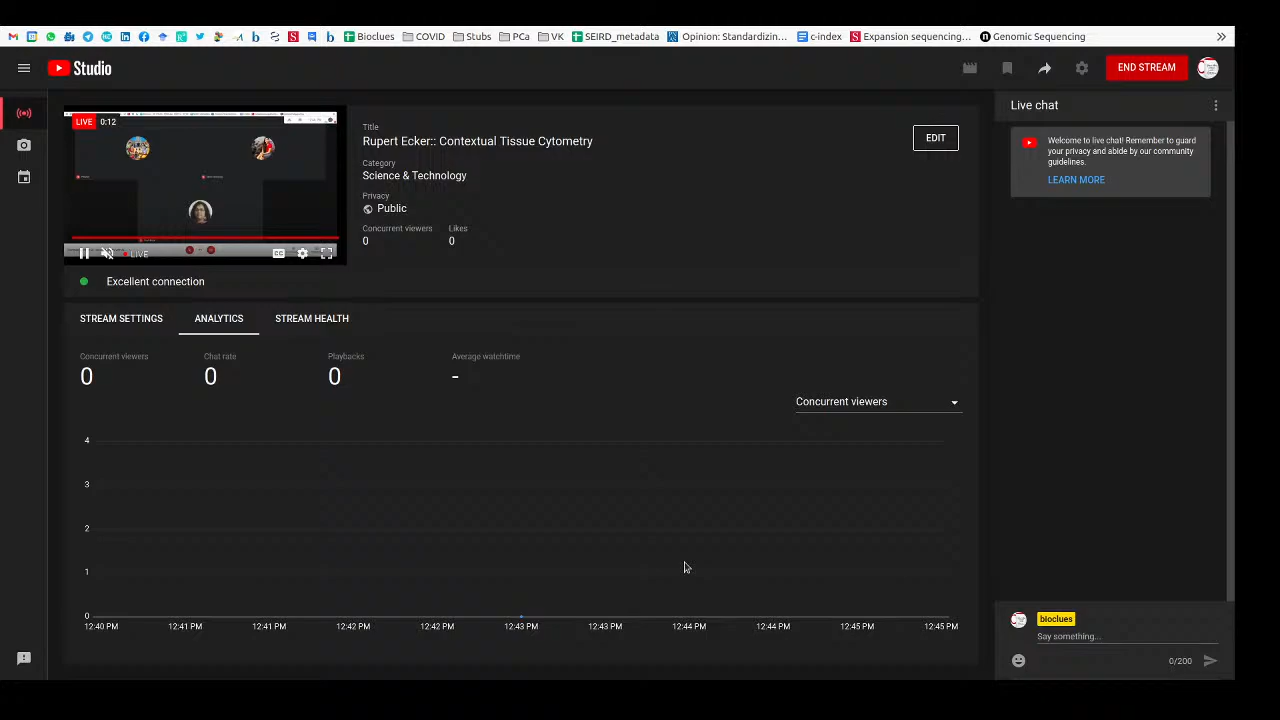 Bioclues
COVID
Stubs
PCa
VK
SEIRD_metadata
Opinion: Standardizin...
c-index
Expansion sequencing...
Genomic Sequencing
Studio
END STREAM
LIVE 0:12
LIVE
Title
Rupert Ecker:: Contextual Tissue Cytometry
EDIT
Category
Science & Technology
Privacy
Public
Concurrent viewers Likes
0 0
Excellent connection
STREAM SETTINGS ANALYTICS STREAM HEALTH
Concurrent viewers Chat rate Playbacks Average watchtime
0 0 0 -
Concurrent viewers
4
3
2
1
0
12:40 PM 12:41 PM 12:41 PM 12:42 PM 12:42 PM 12:43 PM 12:43 PM 12:44 PM 12:44 PM 12:45 PM 12:45 PM
Live chat
Welcome to live chat! Remember to guard
your privacy and abide by our community
guidelines.
LEARN MORE
bioclues
Say something...
0/200